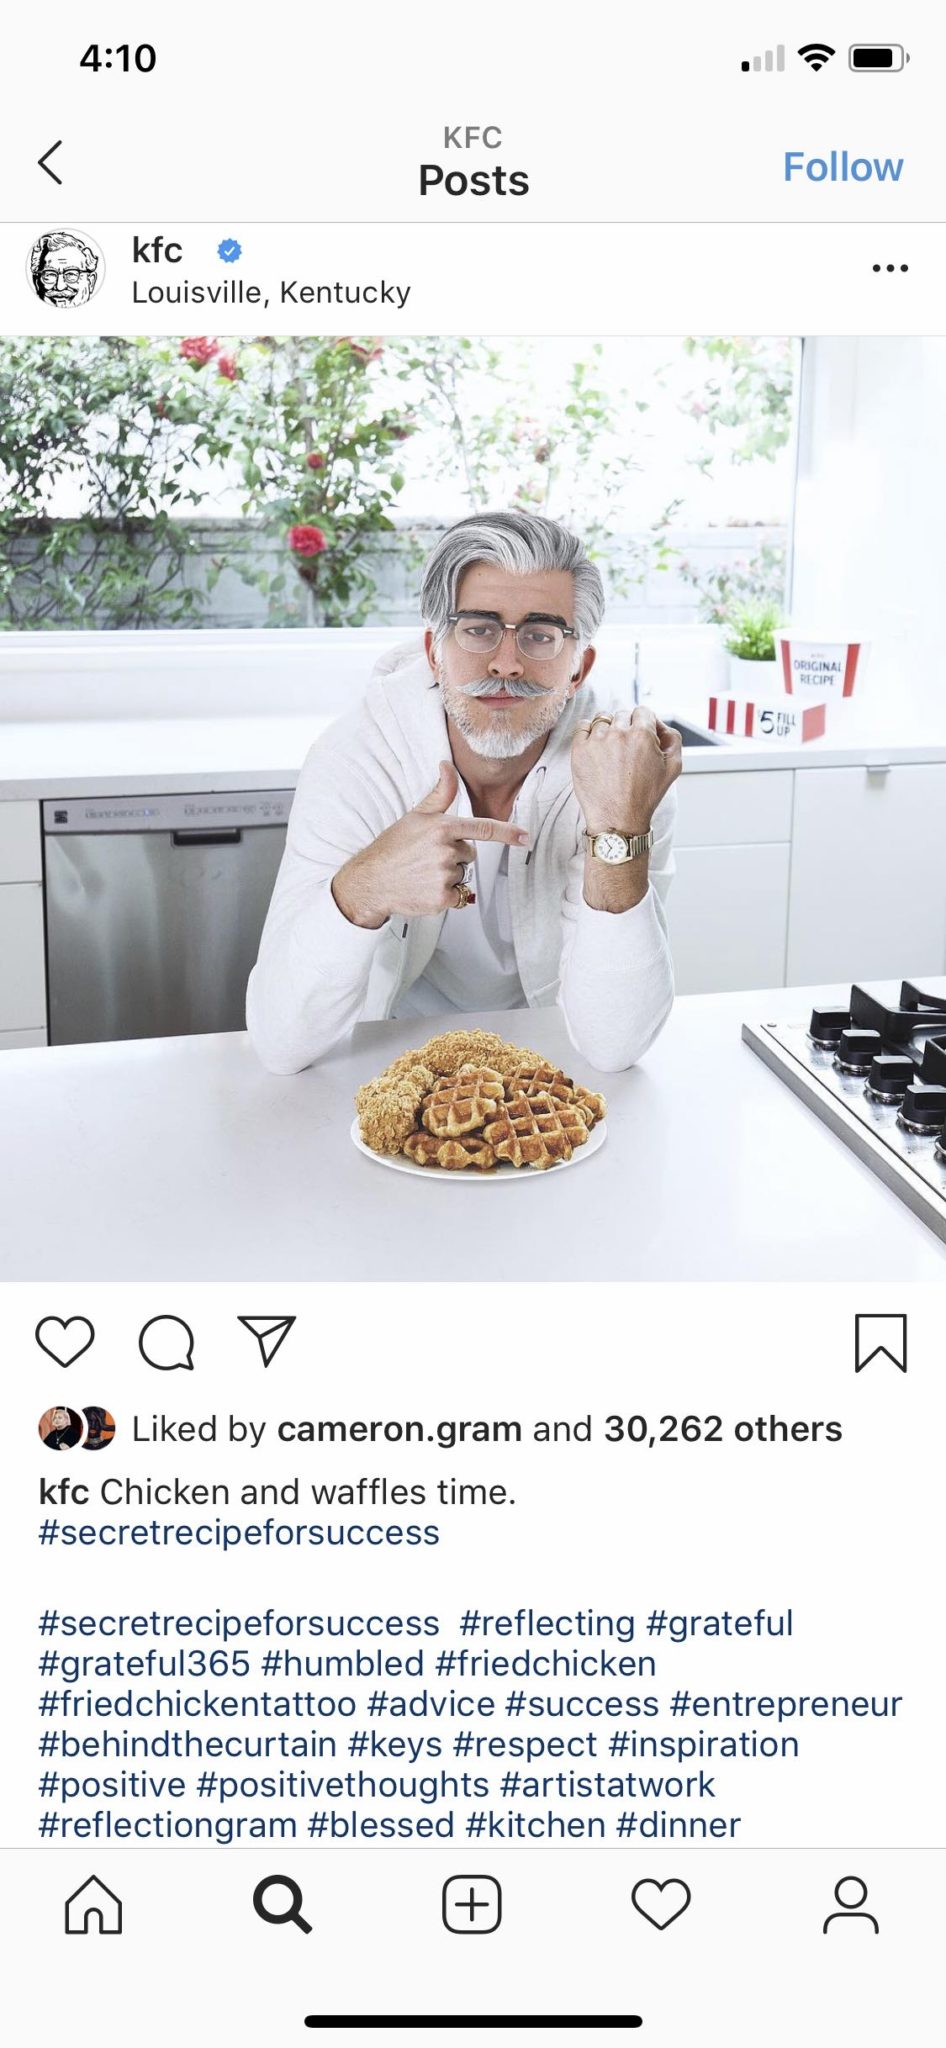 4:10
KFC
Posts
Follow
kfc
Louisville, Kentucky
ORIGINAL
RECIPE
$5 FILL
UP
Liked by cameron.gram and 30,262 others
kfc Chicken and waffles time.
#secretrecipeforsuccess
#secretrecipeforsuccess #reflecting #grateful
#grateful365 #humbled #friedchicken
#friedchickentattoo #advice #success #entrepreneur
#behindthecurtain #keys #respect #inspiration
#positive #positivethoughts #artistatwork
#reflectiongram #blessed #kitchen #dinner